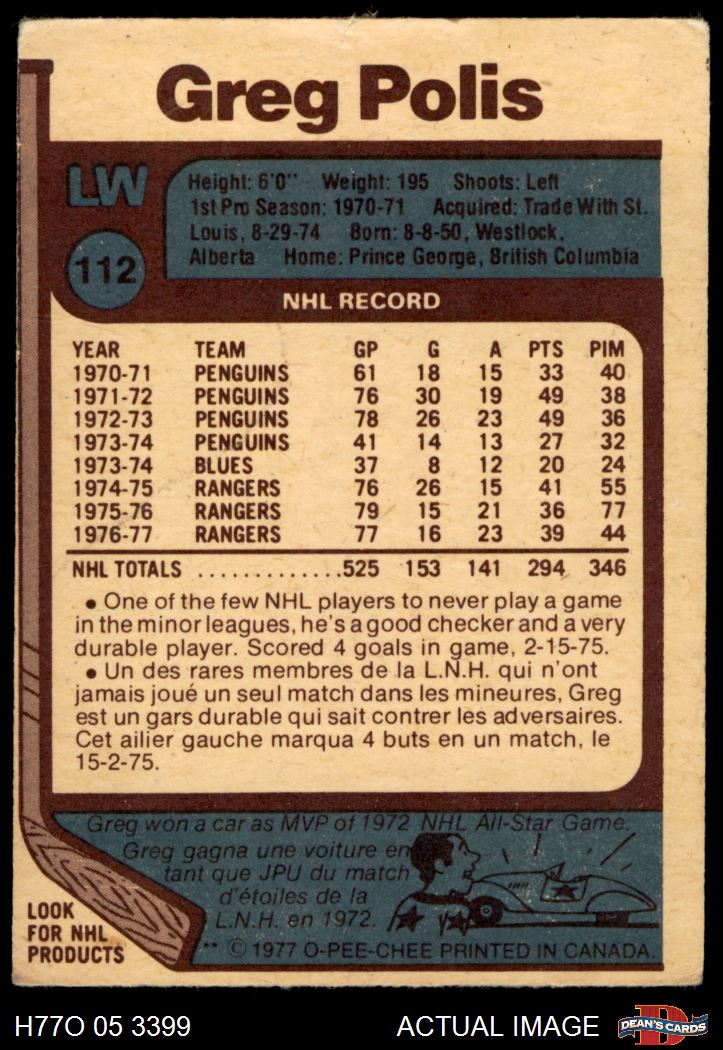 Greg Polis
LW
112
Height: 6'0" Weight: 195 Shoots: Left
1st Pro Season: 1970-71 Acquired: Trade With St.
Louis, 8-29-74 Born: 8-8-50, Westlock,
Alberta Home: Prince George, British Columbia
NHL RECORD
YEAR TEAM GP G A PTS PIM
1970-71 PENGUINS 61 18 15 33 40
1971-72 PENGUINS 76 30 19 49 38
1972-73 PENGUINS 78 26 23 49 36
1973-74 PENGUINS 41 14 13 27 32
1973-74 BLUES 37 8 12 20 24
1974-75 RANGERS 76 26 15 41 55
1975-76 RANGERS 79 15 21 36 77
1976-77 RANGERS 77 16 23 39 44
NHL TOTALS .............525 153 141 294 346
• One of the few NHL players to never play a game
in the minor leagues, he's a good checker and a very
durable player. Scored 4 goals in game, 2-15-75.
• Un des rares membres de la L.N.H. qui n'ont
jamais joué un seul match dans les mineures, Greg
est un gars durable qui sait contrer les adversaires.
Cet ailier gauche marqua 4 buts en un match, le
15-2-75.
Greg won a car as MVP of 1972 NHL All-Star Game.
Greg gagna une voiture en
tant que JPU du match
d'étoiles de la
L.N.H. en 1972.
LOOK
FOR NHL
PRODUCTS
** © 1977 O-PEE-CHEE PRINTED IN CANADA.
H77O 05 3399 ACTUAL IMAGE DEAN'S CARDS